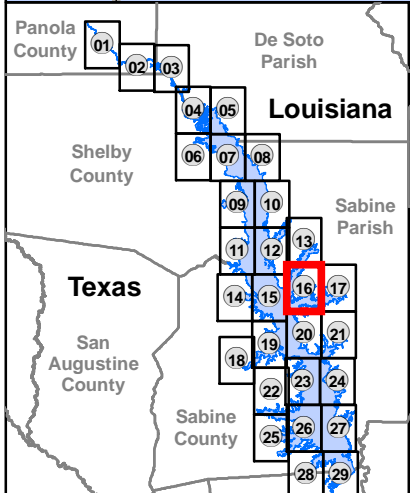 Panola
County
01
02
03
De Soto
Parish
04
05
Louisiana
06
07
08
Shelby
County
09
10
Sabine
Parish
11
12
13
Texas
14
15
16
17
San
Augustine
County
18
19
20
21
22
23
24
Sabine
County
25
26
27
28
29